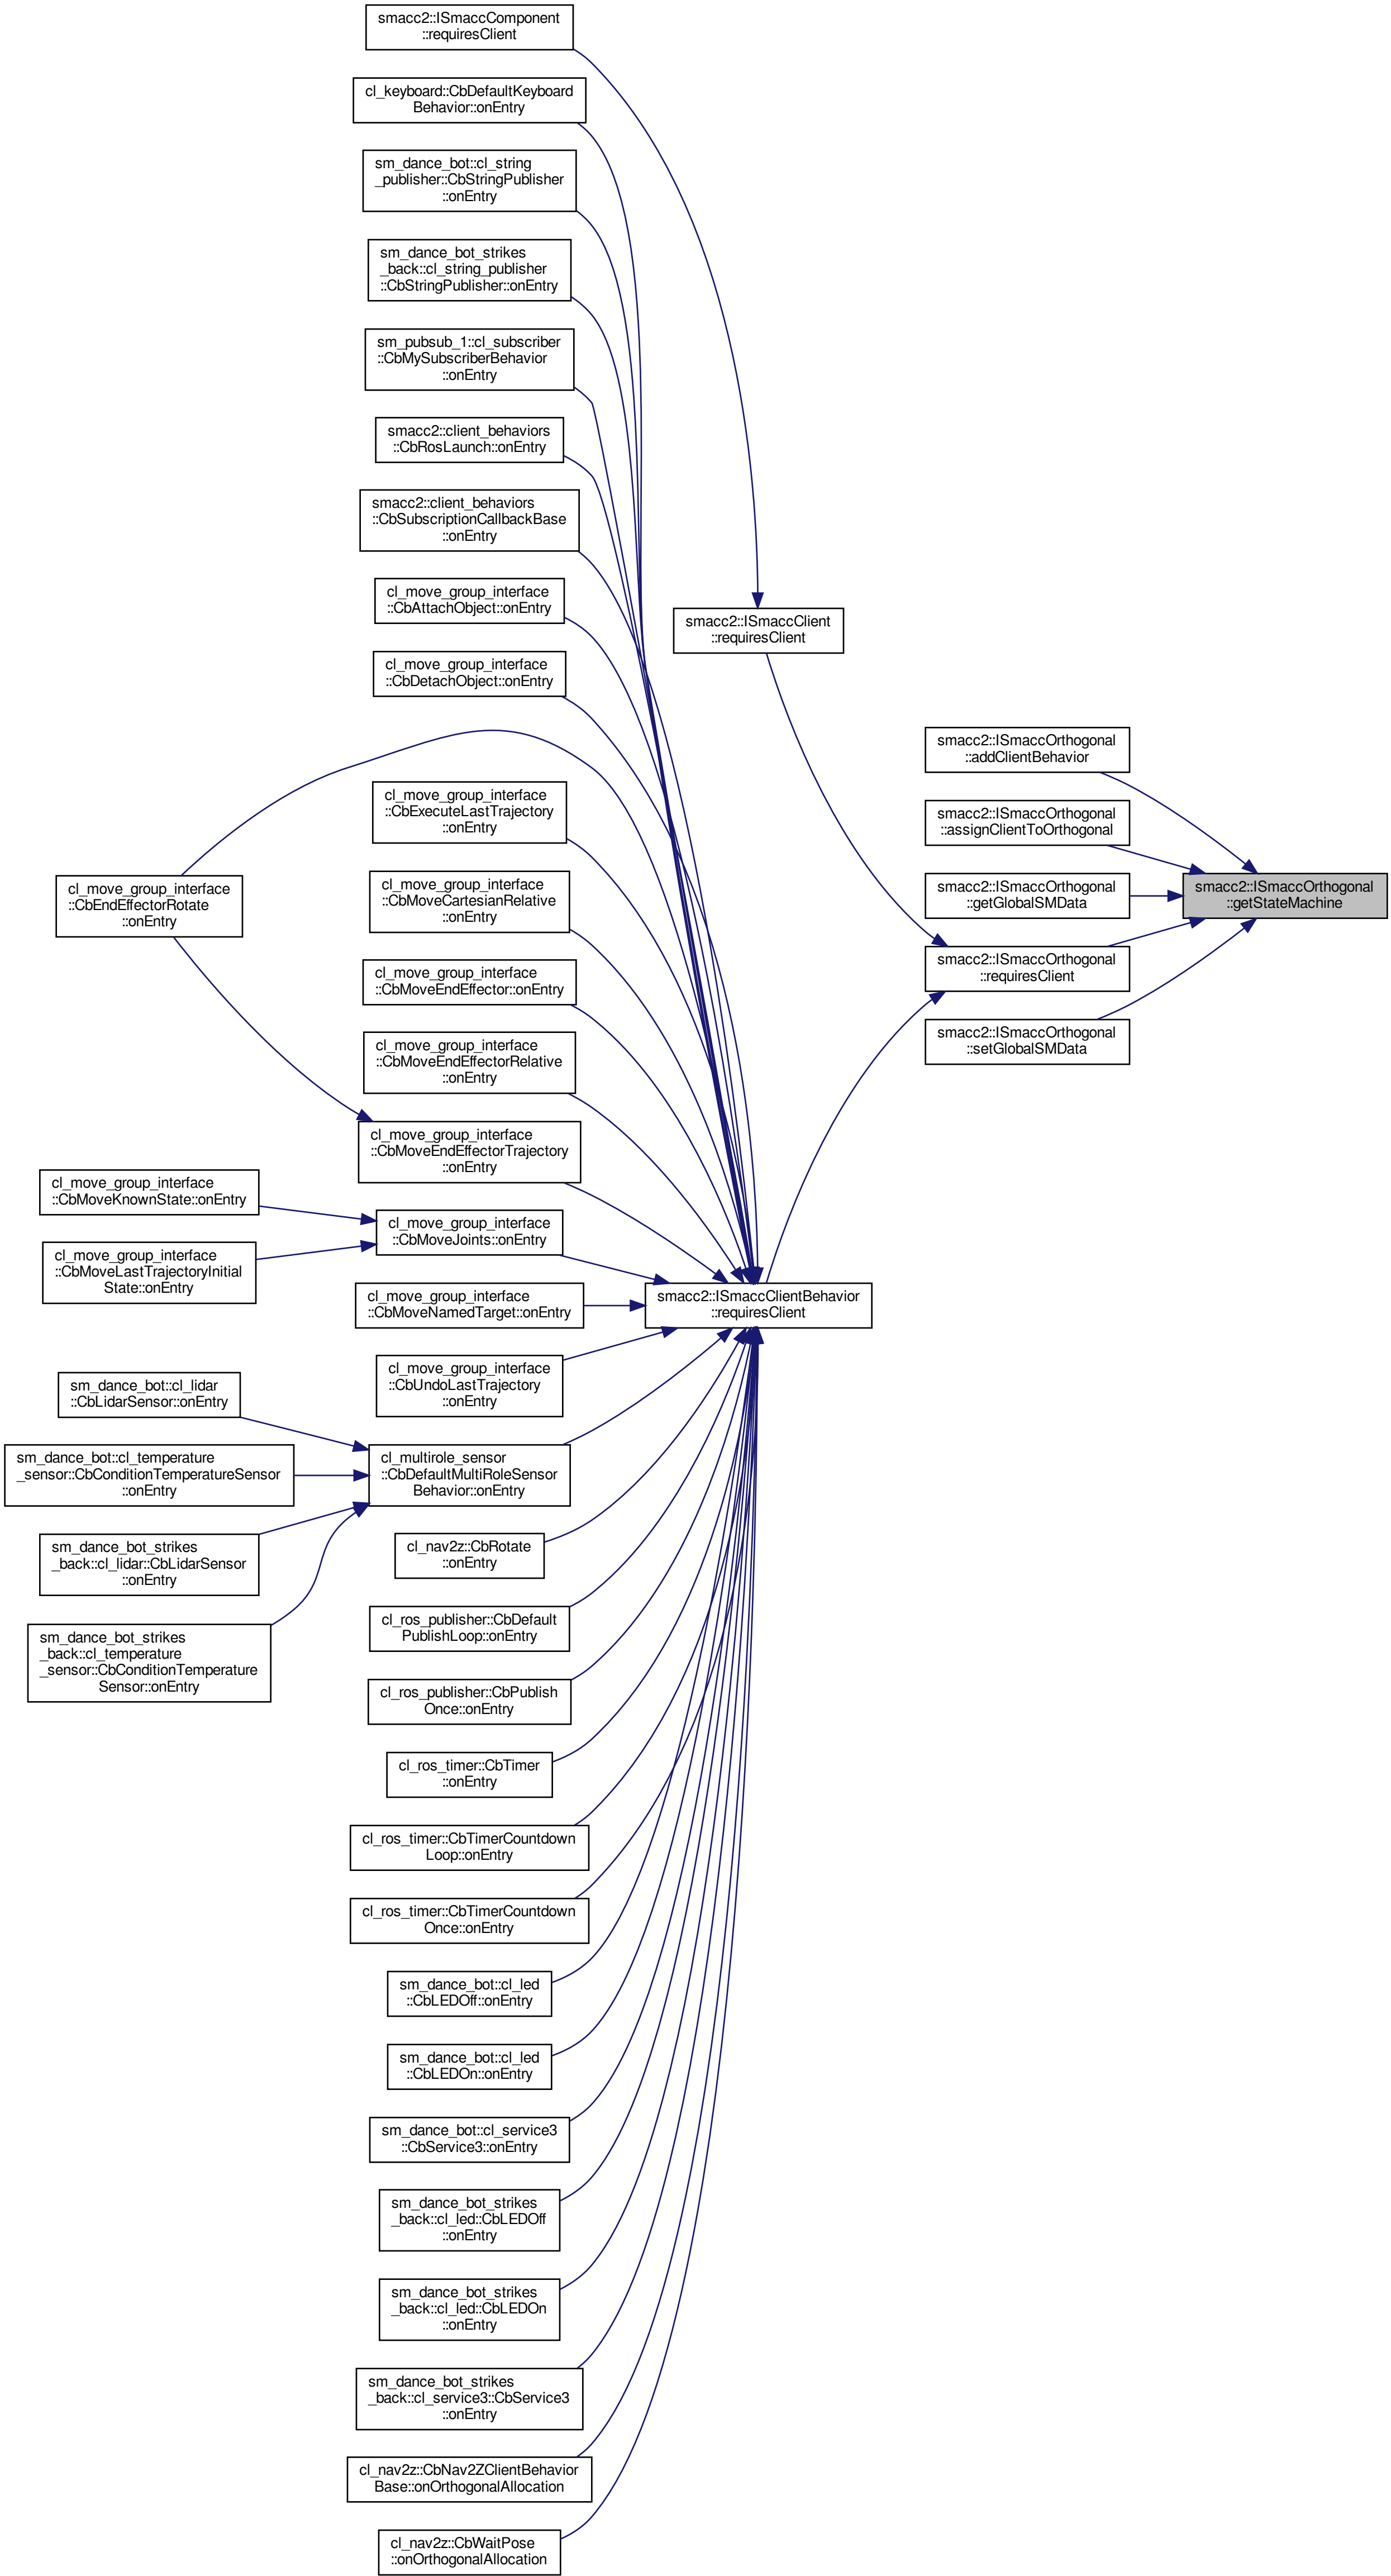 smacc2::ISmaccComponent
::requiresClient
cl_keyboard::CbDefaultKeyboard
Behavior::onEntry
sm_dance_bot::cl_string
_publisher::CbStringPublisher
::onEntry
sm_dance_bot_strikes
_back::cl_string_publisher
::CbStringPublisher::onEntry
sm_pubsub_1::cl_subscriber
::CbMySubscriberBehavior
::onEntry
smacc2::client_behaviors
::CbRosLaunch::onEntry
smacc2::client_behaviors
::CbSubscriptionCallbackBase
::onEntry
cl_move_group_interface
::CbAttachObject::onEntry
cl_move_group_interface
::CbDetachObject::onEntry
cl_move_group_interface
::CbExecuteLastTrajectory
::onEntry
cl_move_group_interface
::CbMoveCartesianRelative
::onEntry
cl_move_group_interface
::CbMoveEndEffector::onEntry
cl_move_group_interface
::CbMoveEndEffectorRelative
::onEntry
cl_move_group_interface
::CbMoveEndEffectorTrajectory
::onEntry
cl_move_group_interface
::CbMoveJoints::onEntry
cl_move_group_interface
::CbMoveNamedTarget::onEntry
cl_move_group_interface
::CbUndoLastTrajectory
::onEntry
cl_multirole_sensor
::CbDefaultMultiRoleSensor
Behavior::onEntry
cl_nav2z::CbRotate
::onEntry
cl_ros_publisher::CbDefault
PublishLoop::onEntry
cl_ros_publisher::CbPublish
Once::onEntry
cl_ros_timer::CbTimer
::onEntry
cl_ros_timer::CbTimerCountdown
Loop::onEntry
cl_ros_timer::CbTimerCountdown
Once::onEntry
sm_dance_bot::cl_led
::CbLEDOff::onEntry
sm_dance_bot::cl_led
::CbLEDOn::onEntry
sm_dance_bot::cl_service3
::CbService3::onEntry
sm_dance_bot_strikes
_back::cl_led::CbLEDOff
::onEntry
sm_dance_bot_strikes
_back::cl_led::CbLEDOn
::onEntry
sm_dance_bot_strikes
_back::cl_service3::CbService3
::onEntry
cl_nav2z::CbNav2ZClientBehavior
Base::onOrthogonalAllocation
cl_nav2z::CbWaitPose
::onOrthogonalAllocation
cl_move_group_interface
::CbEndEffectorRotate
::onEntry
cl_move_group_interface
::CbMoveKnownState::onEntry
cl_move_group_interface
::CbMoveLastTrajectoryInitial
State::onEntry
sm_dance_bot::cl_lidar
::CbLidarSensor::onEntry
sm_dance_bot::cl_temperature
_sensor::CbConditionTemperatureSensor
::onEntry
sm_dance_bot_strikes
_back::cl_lidar::CbLidarSensor
::onEntry
sm_dance_bot_strikes
_back::cl_temperature
_sensor::CbConditionTemperature
Sensor::onEntry
smacc2::ISmaccClient
::requiresClient
smacc2::ISmaccClientBehavior
::requiresClient
smacc2::ISmaccOrthogonal
::addClientBehavior
smacc2::ISmaccOrthogonal
::assignClientToOrthogonal
smacc2::ISmaccOrthogonal
::getGlobalSMData
smacc2::ISmaccOrthogonal
::requiresClient
smacc2::ISmaccOrthogonal
::setGlobalSMData
smacc2::ISmaccOrthogonal
::getStateMachine